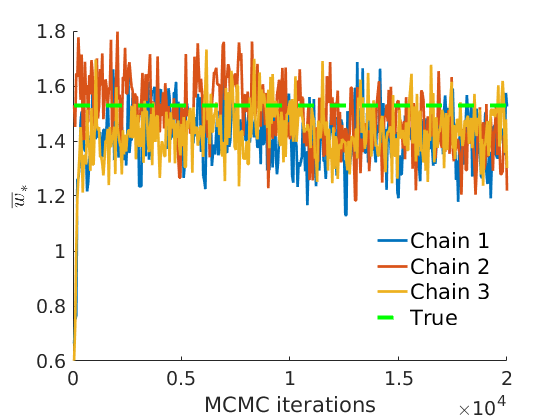 1.8
1.6
1.4
1.2
1
0.8
0.6
w̅*
0 0.5 1 1.5 2
MCMC iterations ×10⁴
Chain 1
Chain 2
Chain 3
True